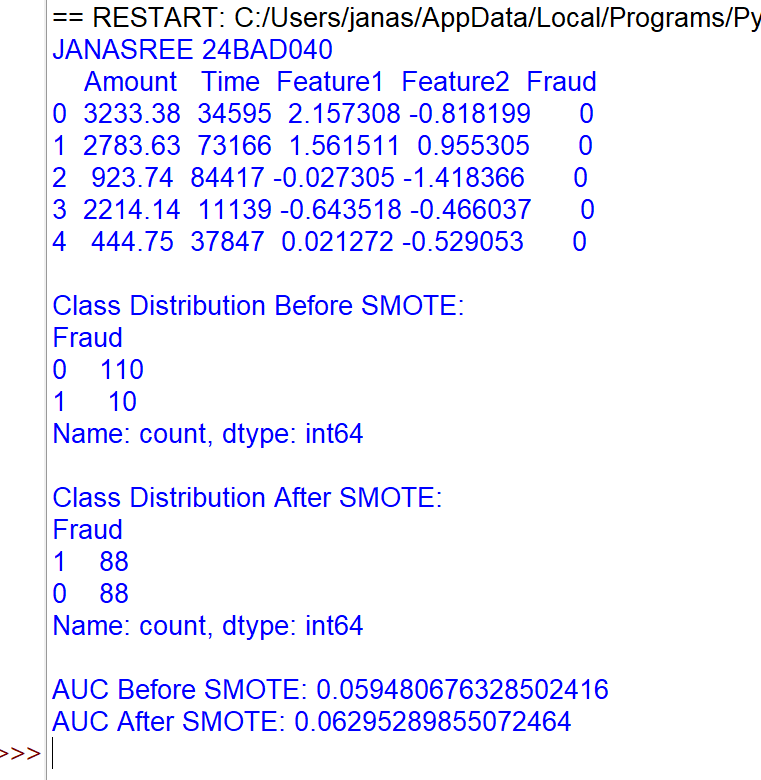 == RESTART: C:/Users/janas/AppData/Local/Programs/Py
JANASREE 24BAD040
Amount Time Feature1 Feature2 Fraud
0 3233.38 34595 2.157308 -0.818199 0
1 2783.63 73166 1.561511 0.955305 0
2 923.74 84417 -0.027305 -1.418366 0
3 2214.14 11139 -0.643518 -0.466037 0
4 444.75 37847 0.021272 -0.529053 0
Class Distribution Before SMOTE:
Fraud
0 110
1 10
Name: count, dtype: int64
Class Distribution After SMOTE:
Fraud
1 88
0 88
Name: count, dtype: int64
AUC Before SMOTE: 0.059480676328502416
AUC After SMOTE: 0.06295289855072464
>>>